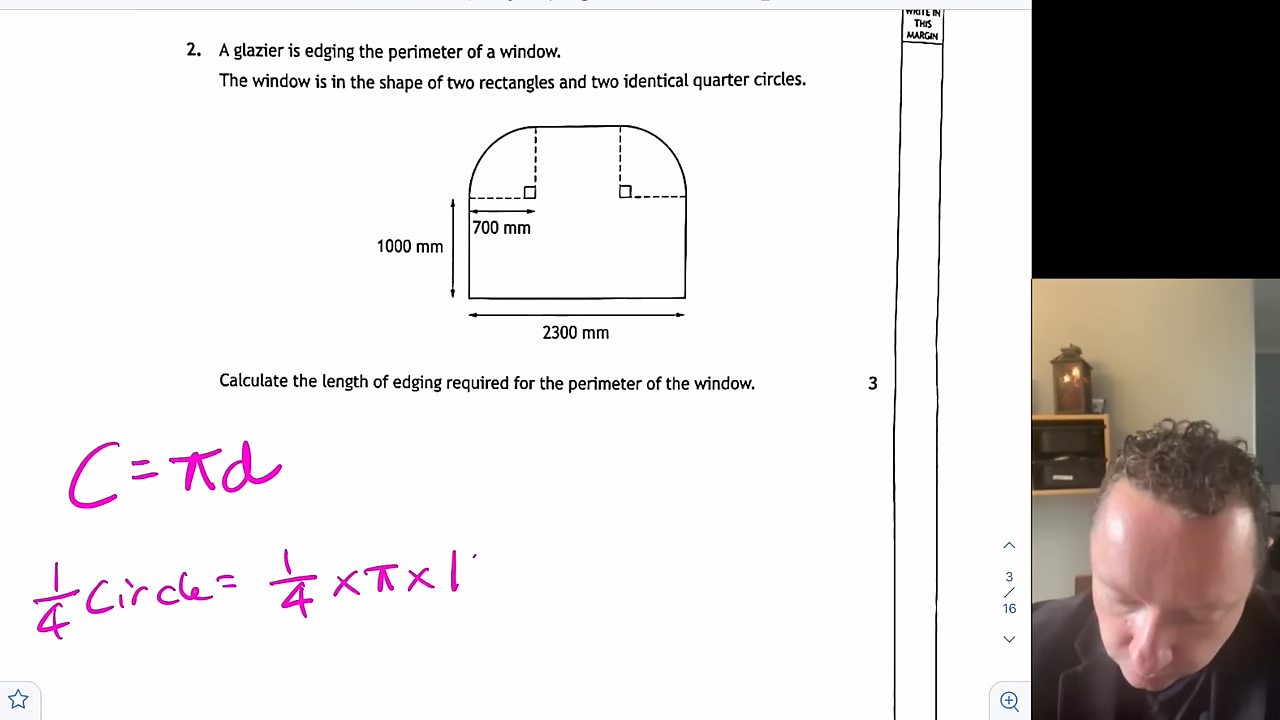 WRITE IN
THIS
MARGIN
2. A glazier is edging the perimeter of a window.
The window is in the shape of two rectangles and two identical quarter circles.
700 mm
1000 mm
2300 mm
Calculate the length of edging required for the perimeter of the window. 3
C = πd
1/4 Circle = 1/4 × π × 1
3
/
16